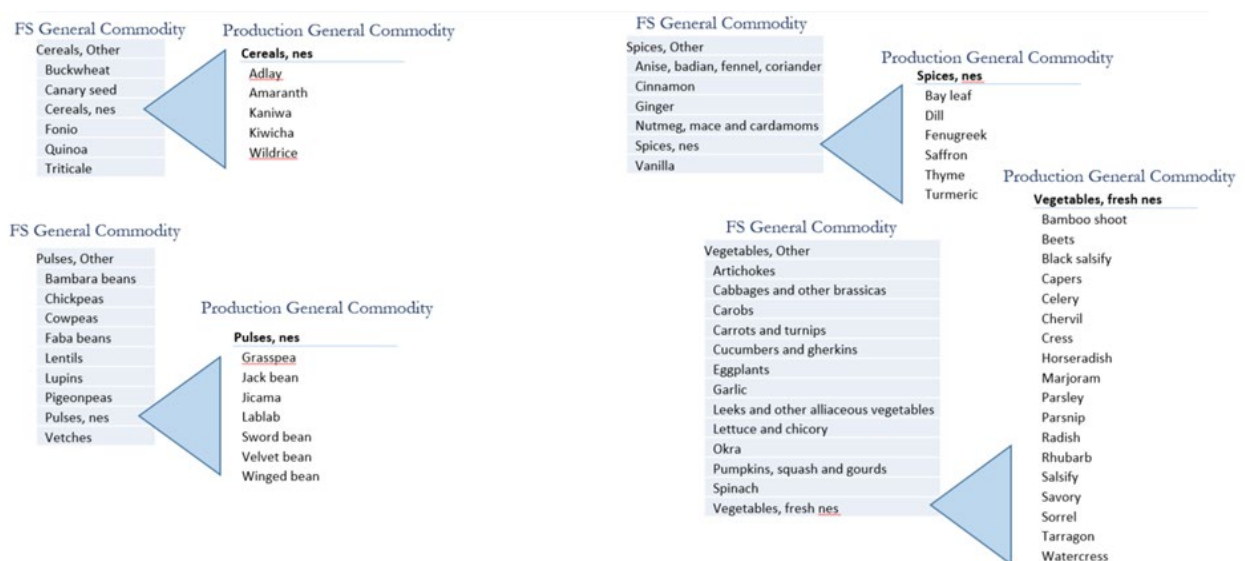 FS General Commodity
Cereals, Other
Buckwheat
Canary seed
Cereals, nes
Fonio
Quinoa
Triticale
Production General Commodity
Cereals, nes
Adlay
Amaranth
Kaniwa
Kiwicha
Wildrice
FS General Commodity
Pulses, Other
Bambara beans
Chickpeas
Cowpeas
Faba beans
Lentils
Lupins
Pigeonpeas
Pulses, nes
Vetches
Production General Commodity
Pulses, nes
Grasspea
Jack bean
Jicama
Lablab
Sword bean
Velvet bean
Winged bean
FS General Commodity
Spices, Other
Anise, badian, fennel, coriander
Cinnamon
Ginger
Nutmeg, mace and cardamoms
Spices, nes
Vanilla
Production General Commodity
Spices, nes
Bay leaf
Dill
Fenugreek
Saffron
Thyme
Turmeric
FS General Commodity
Vegetables, Other
Artichokes
Cabbages and other brassicas
Carobs
Carrots and turnips
Cucumbers and gherkins
Eggplants
Garlic
Leeks and other alliaceous vegetables
Lettuce and chicory
Okra
Pumpkins, squash and gourds
Spinach
Vegetables, fresh nes
Production General Commodity
Vegetables, fresh nes
Bamboo shoot
Beets
Black salsify
Capers
Celery
Chervil
Cress
Horseradish
Marjoram
Parsley
Parsnip
Radish
Rhubarb
Salsify
Savory
Sorrel
Tarragon
Watercress